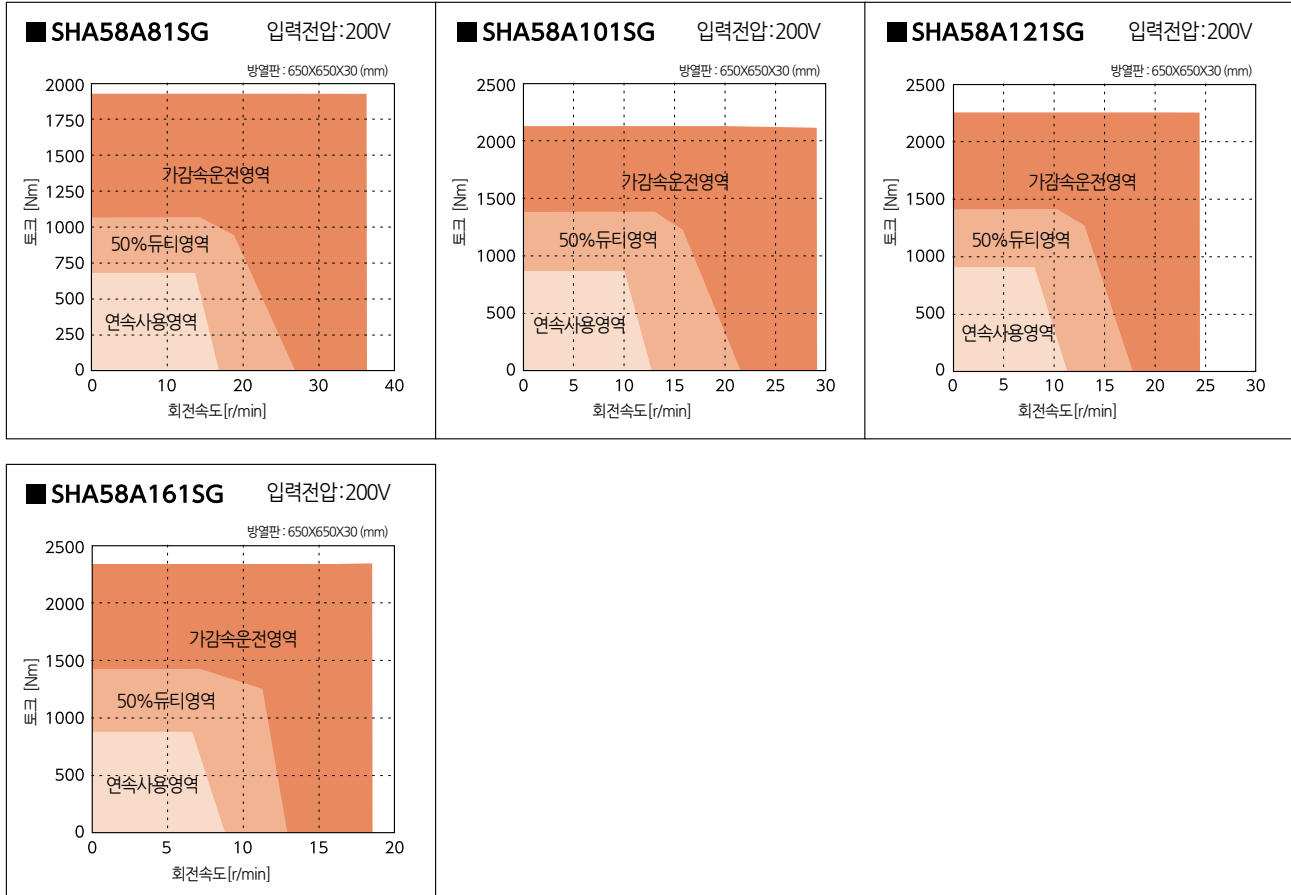 ■ SHA58A81SG 입력전압:200V
방열판 : 650X650X30 (mm)
2000
1750
1500
1250
1000
750
500
250
0
토크 [Nm]
가감속운전영역
50%듀티영역
연속사용영역
0 10 20 30 40
회전속도[r/min]
■ SHA58A101SG 입력전압:200V
방열판 : 650X650X30 (mm)
2500
2000
1500
1000
500
0
토크 [Nm]
가감속운전영역
50%듀티영역
연속사용영역
0 5 10 15 20 25 30
회전속도[r/min]
■ SHA58A121SG 입력전압:200V
방열판 : 650X650X30 (mm)
2500
2000
1500
1000
500
0
토크 [Nm]
가감속운전영역
50%듀티영역
연속사용영역
0 5 10 15 20 25 30
회전속도[r/min]
■ SHA58A161SG 입력전압:200V
방열판 : 650X650X30 (mm)
2500
2000
1500
1000
500
0
토크 [Nm]
가감속운전영역
50%듀티영역
연속사용영역
0 5 10 15 20
회전속도[r/min]